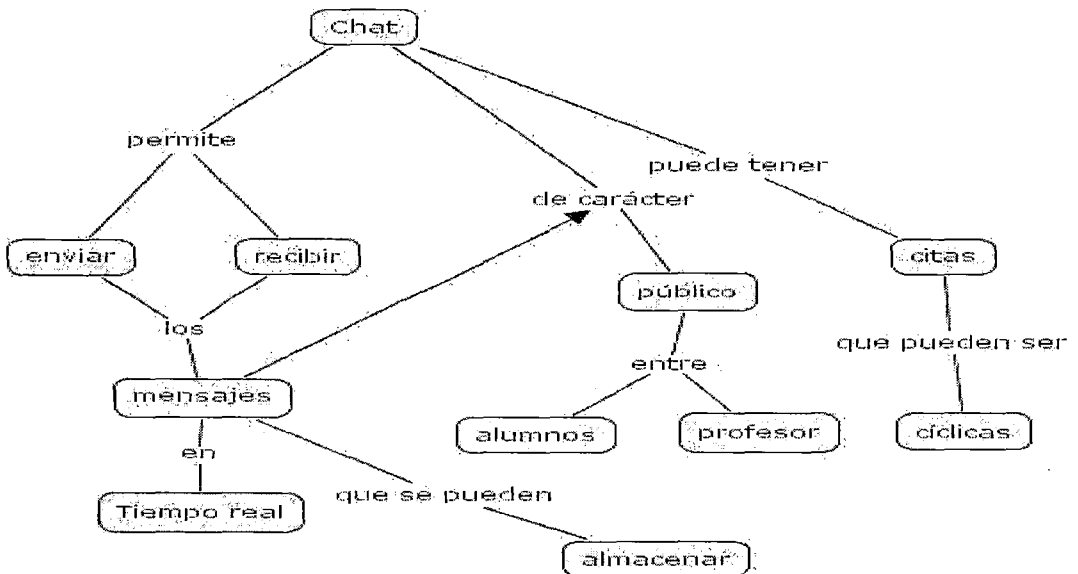 Chat
permite
puede tener
de carácter
enviar
recibir
citas
público
los
que pueden ser
entre
mensajes
alumnos
profesor
cíclicas
en
que se pueden
Tiempo real
almacenar